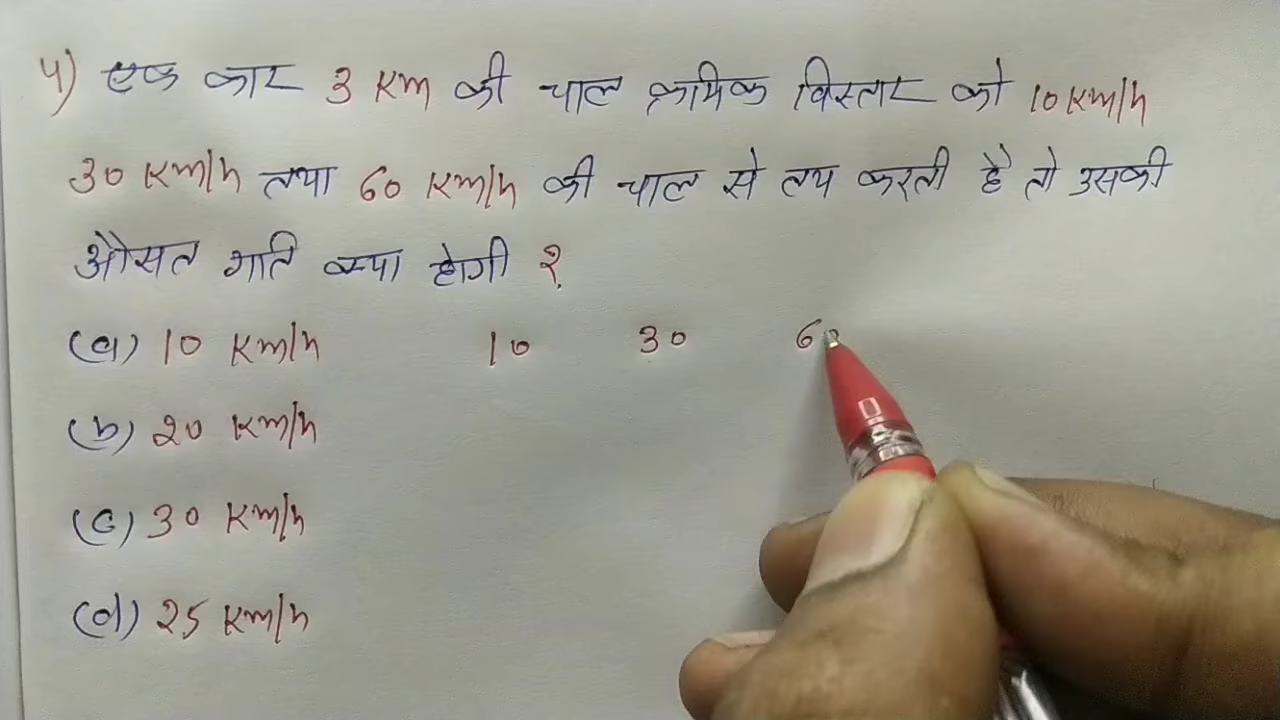 4) एक कार 3 Km की चाल क्रमिक विस्तार को 10 Km/h
30 Km/h तथा 60 Km/h की चाल से तय करती है तो उसकी
औसत गति क्या होगी ?
(a) 10 Km/h 10 30 60
(b) 20 Km/h
(c) 30 Km/h
(d) 25 Km/h